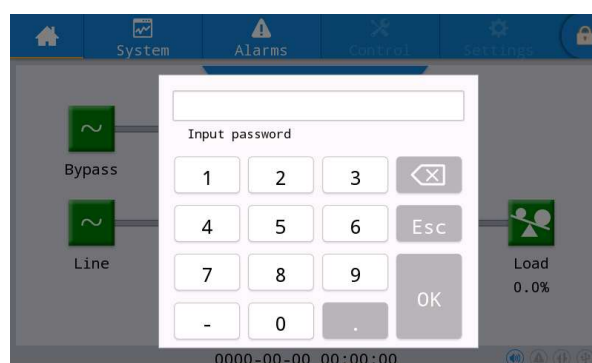 System Alarms Control Settings
Input password
Bypass
1 2 3
4 5 6 Esc
Line
Load
7 8 9
0.0%
OK
- 0 .
0000-00-00 00:00:00